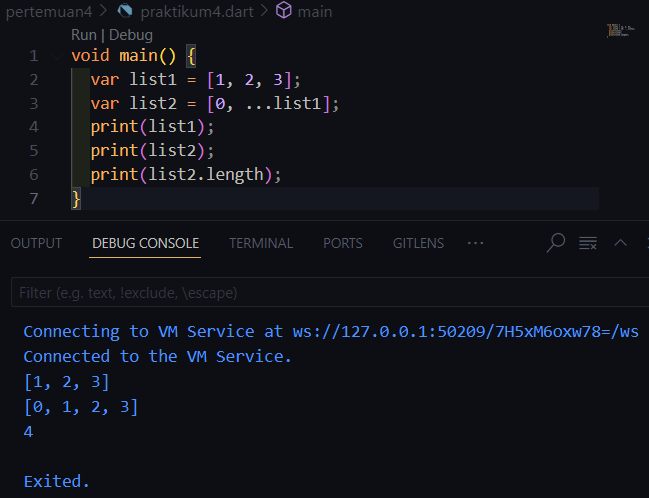 pertemuan4 > praktikum4.dart > main
Run | Debug
1 void main() {
2 var list1 = [1, 2, 3];
3 var list2 = [0, ...list1];
4 print(list1);
5 print(list2);
6 print(list2.length);
7 }
OUTPUT DEBUG CONSOLE TERMINAL PORTS GITLENS ···
Filter (e.g. text, !exclude, \escape)
Connecting to VM Service at ws://127.0.0.1:50209/7H5xM6oxw78=/ws
Connected to the VM Service.
[1, 2, 3]
[0, 1, 2, 3]
4
Exited.